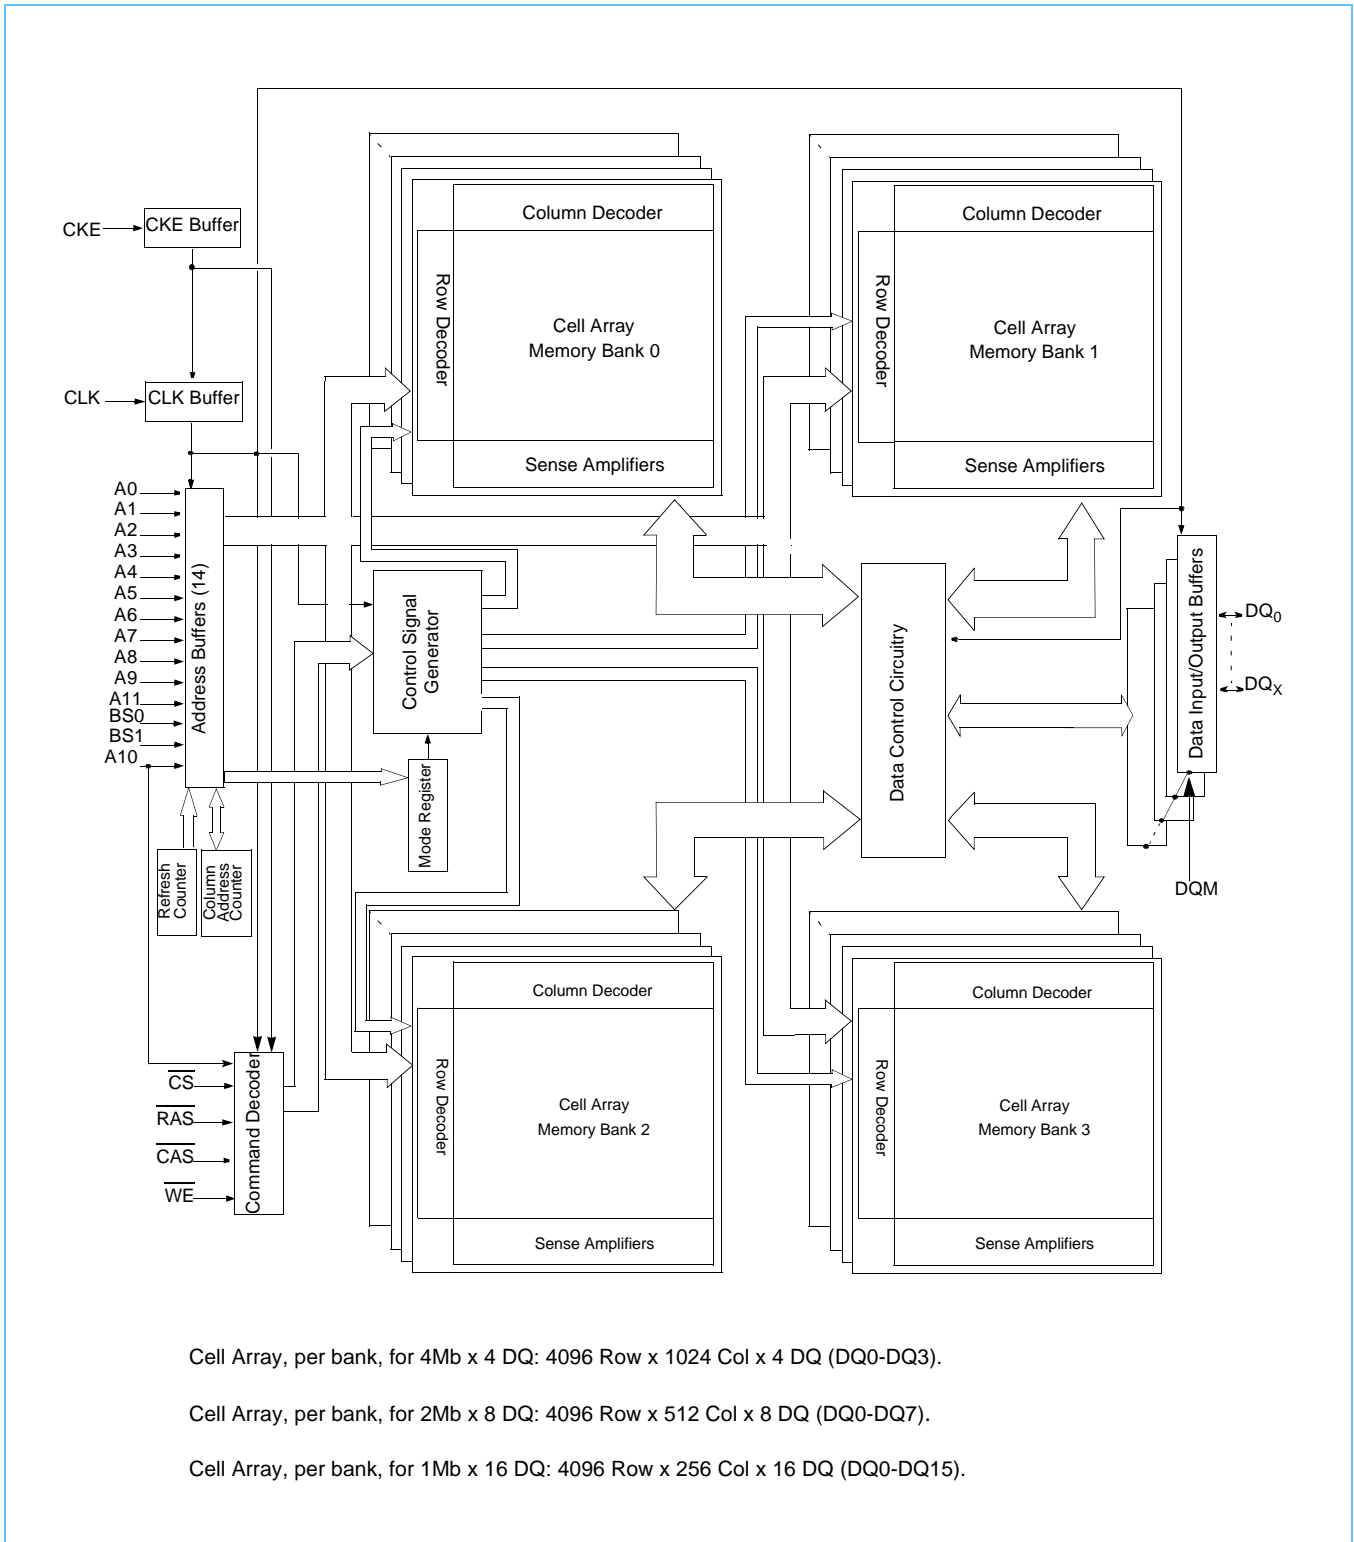 CKE
CKE Buffer
CLK
CLK Buffer
A0
A1
A2
A3
A4
A5
A6
A7
A8
A9
A11
BS0
BS1
A10
Address Buffers (14)
Refresh
Counter
Column
Address
Counter
CS
RAS
CAS
WE
Command Decoder
Control Signal
Generator
Mode Register
Column Decoder
Row Decoder
Cell Array
Memory Bank 0
Sense Amplifiers
Column Decoder
Row Decoder
Cell Array
Memory Bank 1
Sense Amplifiers
Data Control Circuitry
Data Input/Output Buffers
DQ0
DQX
DQM
Column Decoder
Row Decoder
Cell Array
Memory Bank 2
Sense Amplifiers
Column Decoder
Row Decoder
Cell Array
Memory Bank 3
Sense Amplifiers
Cell Array, per bank, for 4Mb x 4 DQ: 4096 Row x 1024 Col x 4 DQ (DQ0-DQ3).
Cell Array, per bank, for 2Mb x 8 DQ: 4096 Row x 512 Col x 8 DQ (DQ0-DQ7).
Cell Array, per bank, for 1Mb x 16 DQ: 4096 Row x 256 Col x 16 DQ (DQ0-DQ15).